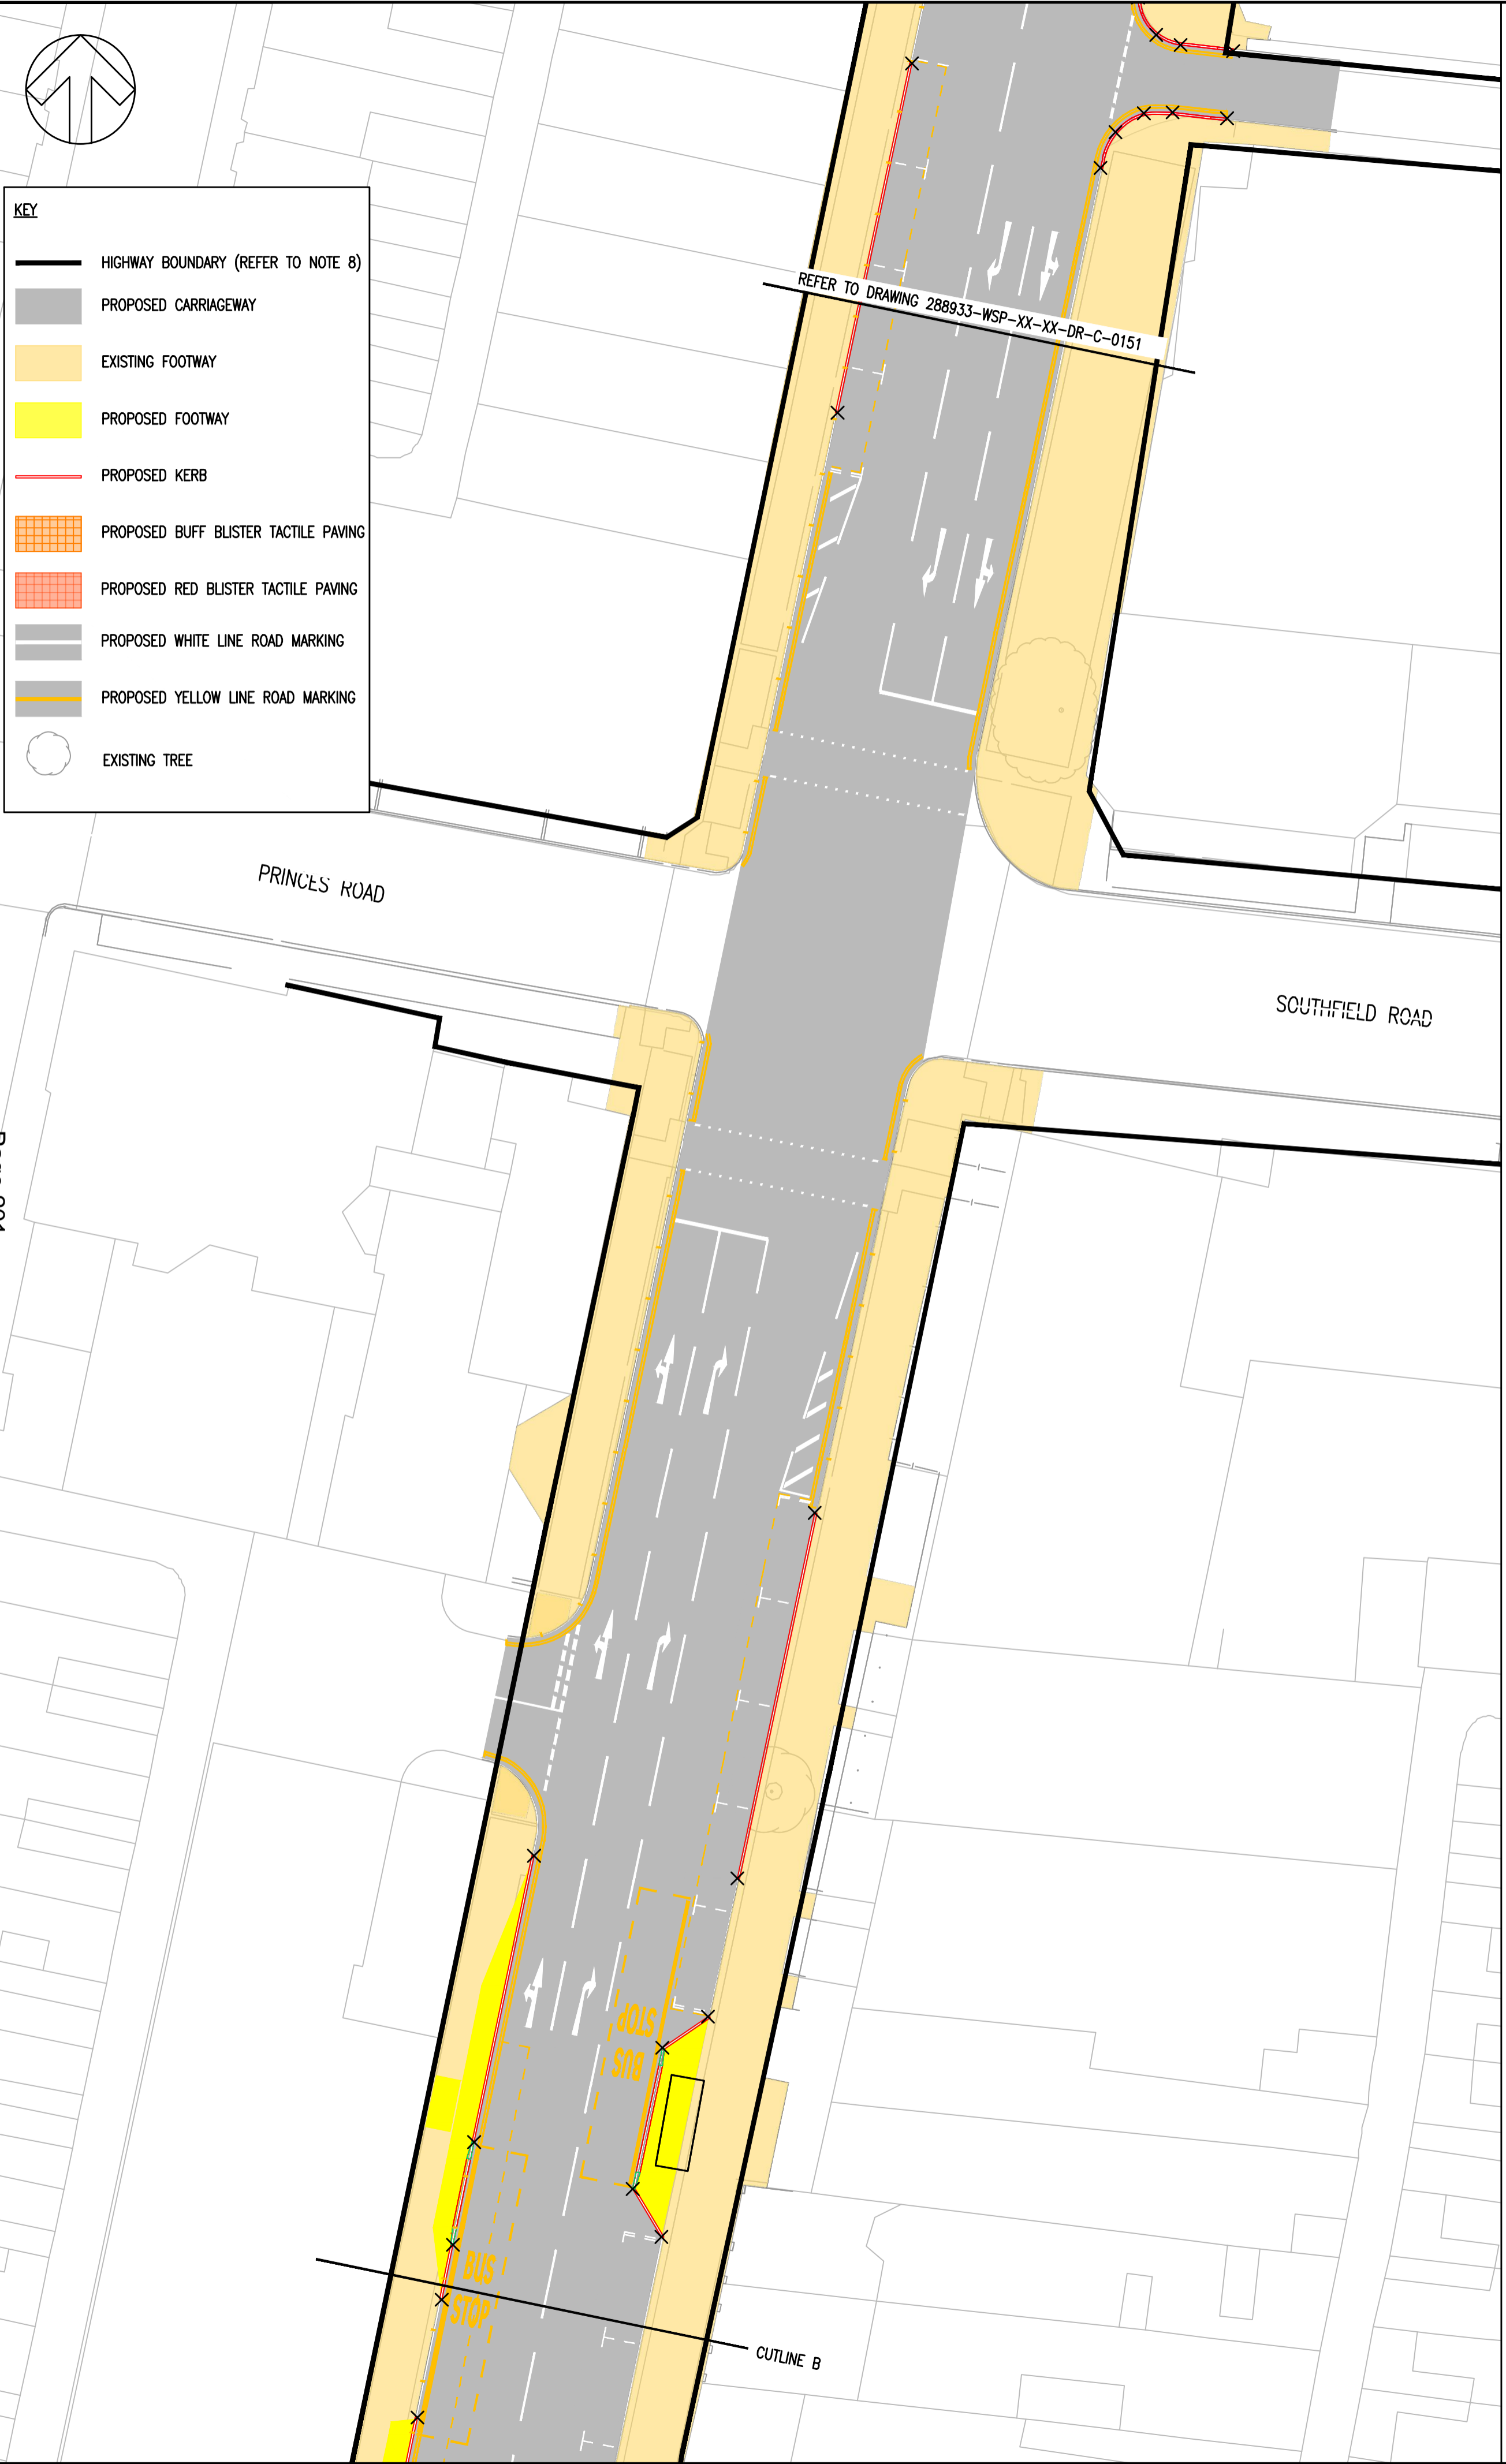 KEY
HIGHWAY BOUNDARY (REFER TO NOTE 8)
PROPOSED CARRIAGEWAY
EXISTING FOOTWAY
PROPOSED FOOTWAY
PROPOSED KERB
PROPOSED BUFF BLISTER TACTILE PAVING
PROPOSED RED BLISTER TACTILE PAVING
PROPOSED WHITE LINE ROAD MARKING
PROPOSED YELLOW LINE ROAD MARKING
EXISTING TREE
REFER TO DRAWING 288933-WSP-XX-XX-DR-C-0151
PRINCES ROAD
SOUTHFIELD ROAD
BUS
STOP
BUS
STOP
CUTLINE B